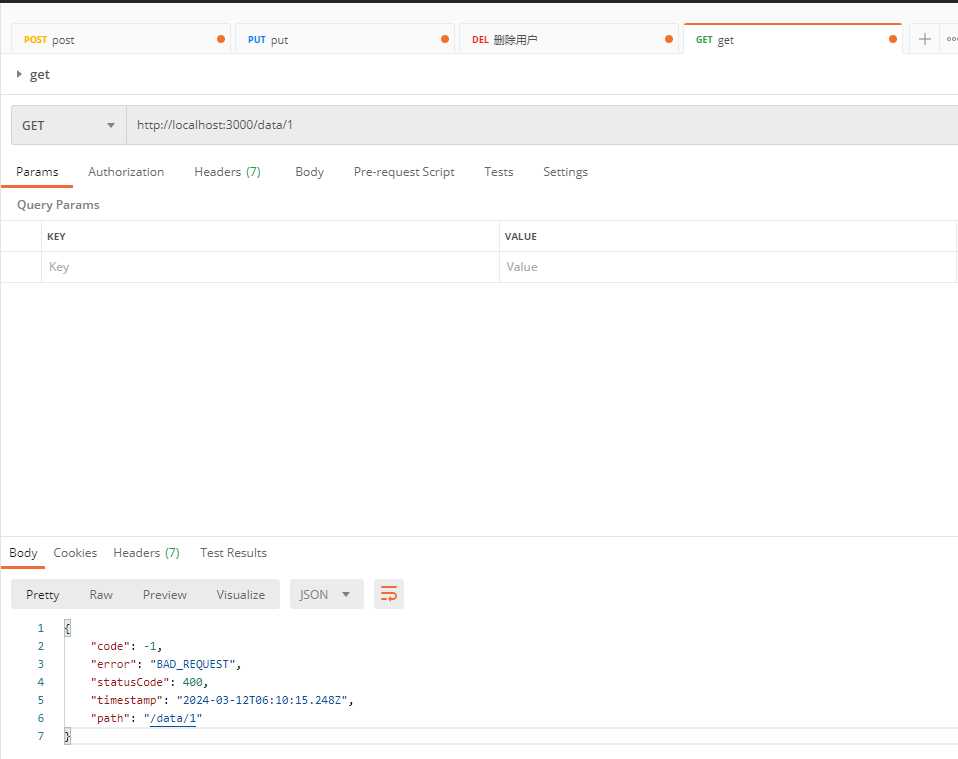 POST post PUT put DEL 删除用户 GET get
get
GET http://localhost:3000/data/1
Params Authorization Headers (7) Body Pre-request Script Tests Settings
Query Params
KEY VALUE
Key Value
Body Cookies Headers (7) Test Results
Pretty Raw Preview Visualize JSON
1 {
2 "code": -1,
3 "error": "BAD_REQUEST",
4 "statusCode": 400,
5 "timestamp": "2024-03-12T06:10:15.248Z",
6 "path": "/data/1"
7 }